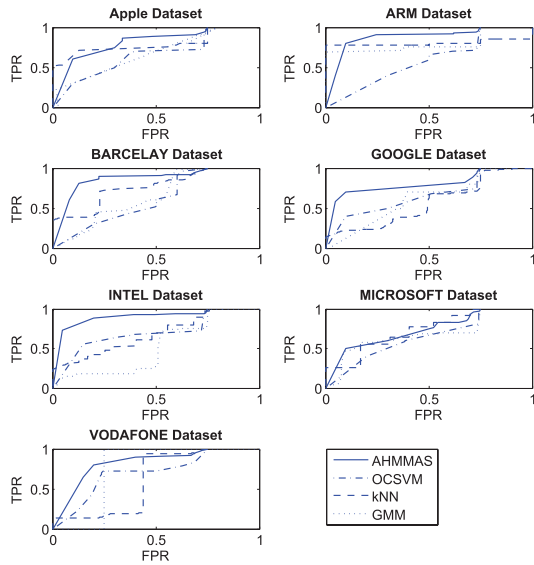 Apple Dataset
1
0.5
0
TPR
0
0.5
1
FPR
ARM Dataset
1
0.5
0
TPR
0
0.5
1
FPR
BARCELAY Dataset
1
0.5
0
TPR
0
0.5
1
FPR
GOOGLE Dataset
1
0.5
0
TPR
0
0.5
1
FPR
INTEL Dataset
1
0.5
0
TPR
0
0.5
1
FPR
MICROSOFT Dataset
1
0.5
0
TPR
0
0.5
1
FPR
VODAFONE Dataset
1
0.5
0
TPR
0
0.5
1
FPR
AHMMAS
OCSVM
kNN
GMM